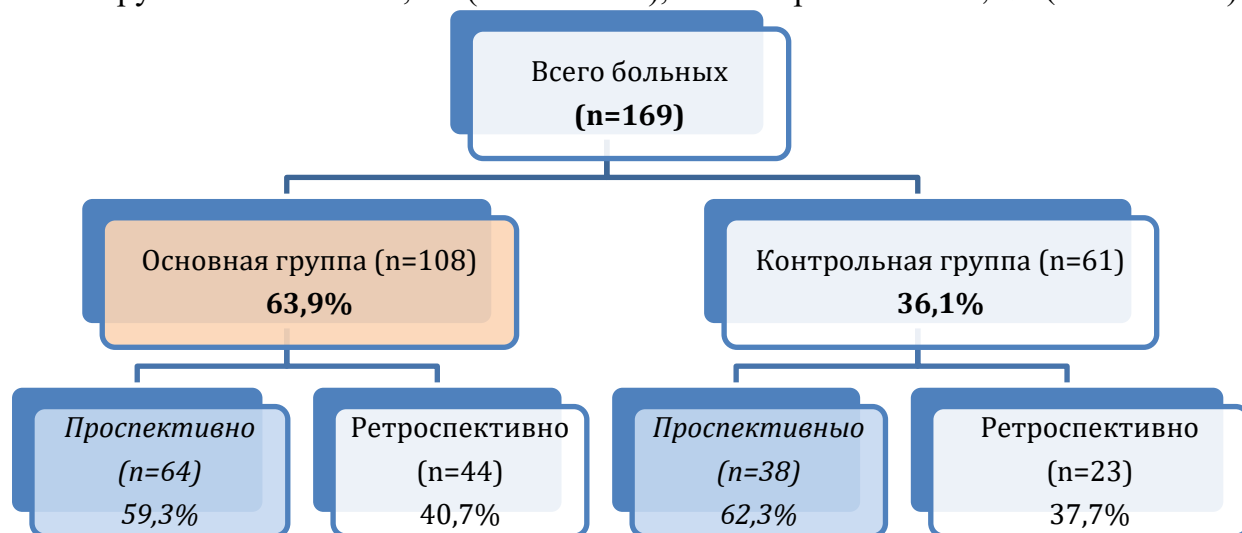 Всего больных
(n=169)
Основная группа (n=108)
63,9%
Контрольная группа (n=61)
36,1%
Проспективно
(n=64)
59,3%
Ретроспективно
(n=44)
40,7%
Проспективныо
(n=38)
62,3%
Ретроспективно
(n=23)
37,7%